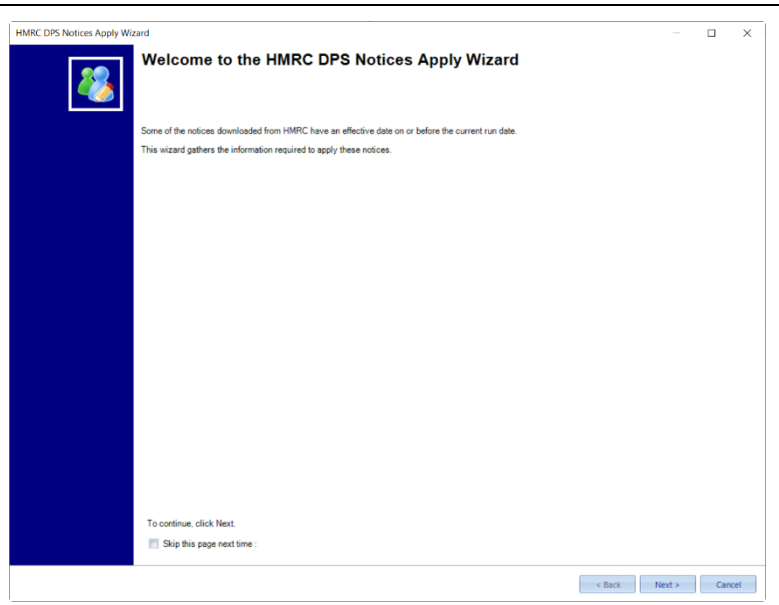 HMRC DPS Notices Apply Wizard
Welcome to the HMRC DPS Notices Apply Wizard
Some of the notices downloaded from HMRC have an effective date on or before the current run date.
This wizard gathers the information required to apply these notices.
To continue, click Next.
Skip this page next time :
< Back Next > Cancel